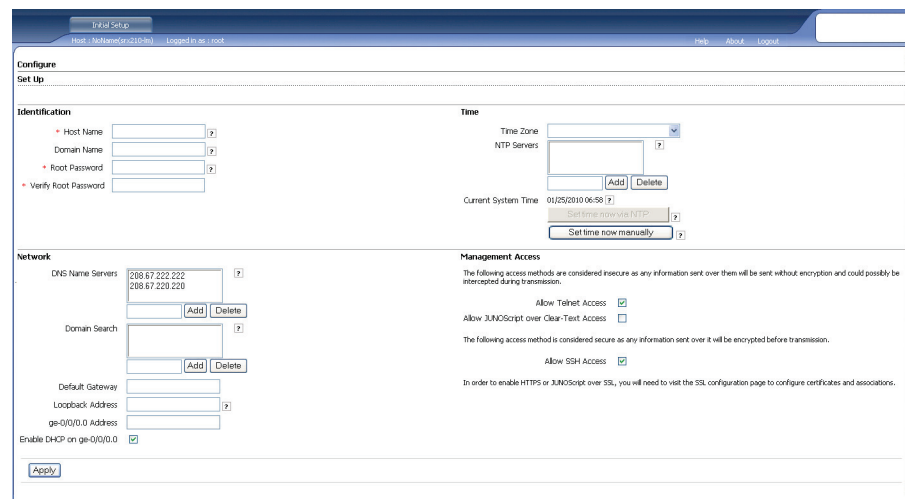 Initial Setup
Host : NoName(srx210-lm) Logged in as : root
Help About Logout
Configure
Set Up
Identification
* Host Name ?
Domain Name ?
* Root Password ?
* Verify Root Password
Time
Time Zone
NTP Servers ?
Add Delete
Current System Time 01/25/2010 06:58 ?
Set time now via NTP ?
Set time now manually ?
Network
DNS Name Servers ?
208.67.222.222
208.67.220.220
Add Delete
Domain Search ?
Add Delete
Default Gateway
Loopback Address ?
ge-0/0/0.0 Address
Enable DHCP on ge-0/0/0.0
Management Access
The following access methods are considered insecure as any information sent over them will be sent without encryption and could possibly be
intercepted during transmission.
Allow Telnet Access
Allow JUNOScript over Clear-Text Access
The following access method is considered secure as any information sent over it will be encrypted before transmission.
Allow SSH Access
In order to enable HTTPS or JUNOScript over SSL, you will need to visit the SSL configuration page to configure certificates and associations.
Apply